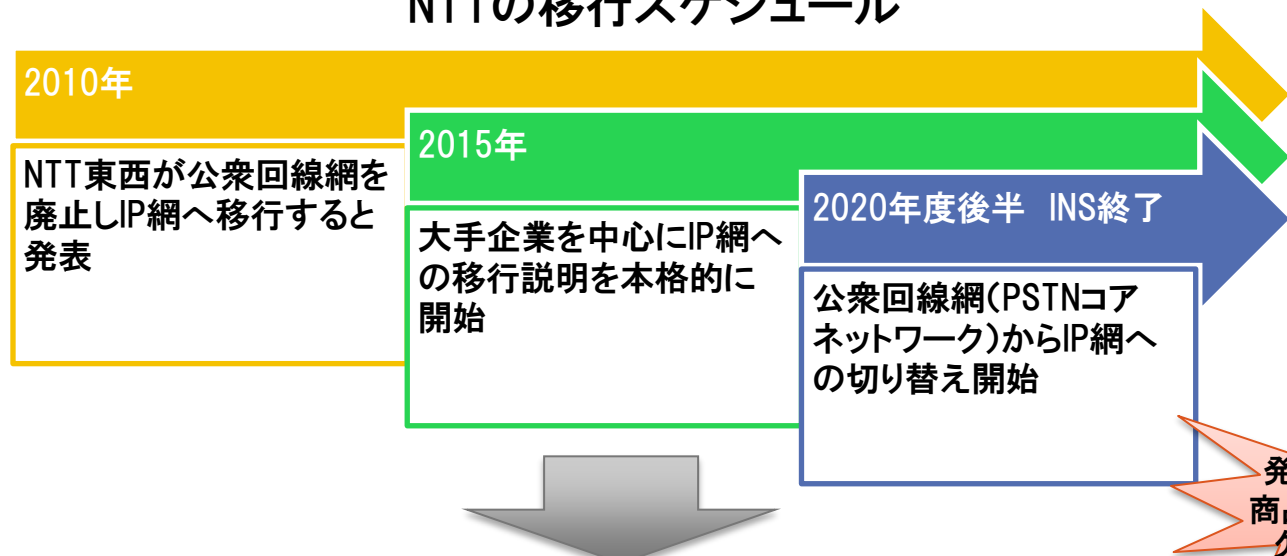 NTTの移行スケジュール
2010年
NTT東西が公衆回線網を
廃止しIP網へ移行すると
発表
2015年
大手企業を中心にIP網へ
の移行説明を本格的に
開始
2020年度後半 INS終了
公衆回線網(PSTNコア
ネットワーク)からIP網へ
の切り替え開始